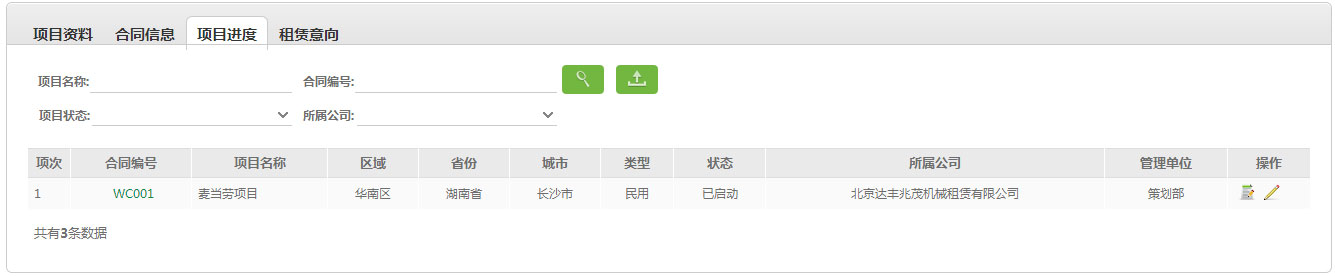 项目资料 合同信息 项目进度 租赁意向
项目名称: 合同编号:
项目状态: 所属公司:
项次 合同编号 项目名称 区域 省份 城市 类型 状态 所属公司 管理单位 操作
1 WC001 麦当劳项目 华南区 湖南省 长沙市 民用 已启动 北京达丰兆茂机械租赁有限公司 策划部
共有3条数据